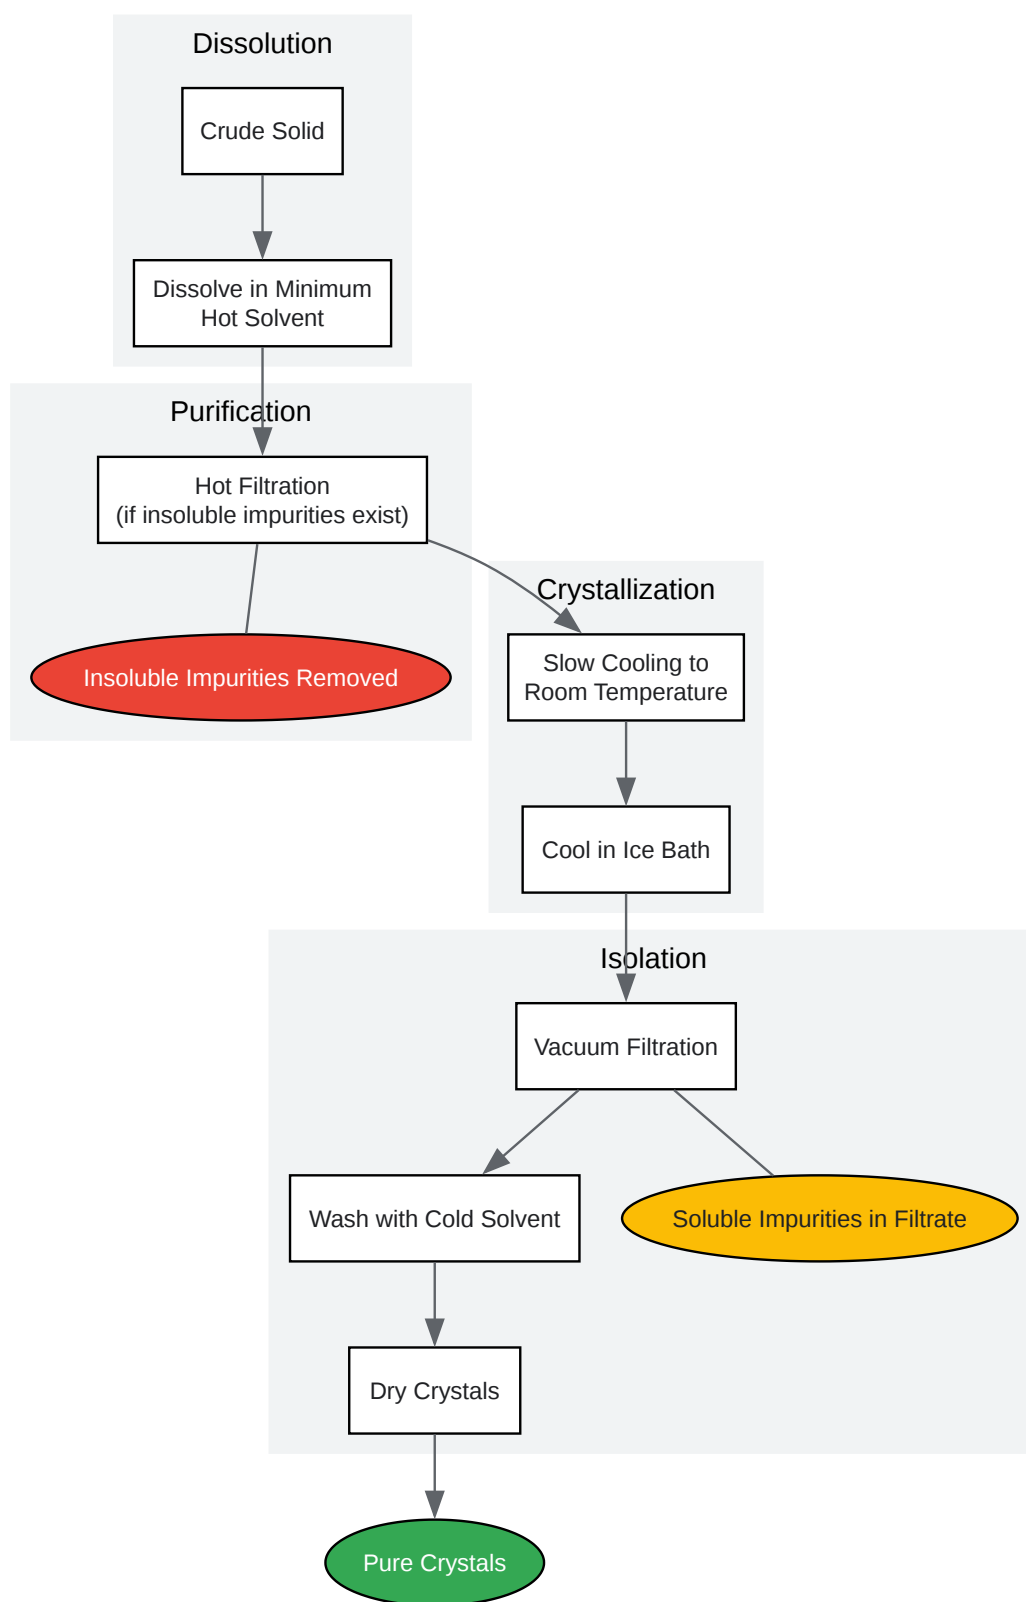 Dissolution
Crude Solid
Dissolve in Minimum
Hot Solvent
Purification
Hot Filtration
(if insoluble impurities exist)
Insoluble Impurities Removed
Crystallization
Slow Cooling to
Room Temperature
Cool in Ice Bath
Isolation
Vacuum Filtration
Wash with Cold Solvent
Soluble Impurities in Filtrate
Dry Crystals
Pure Crystals